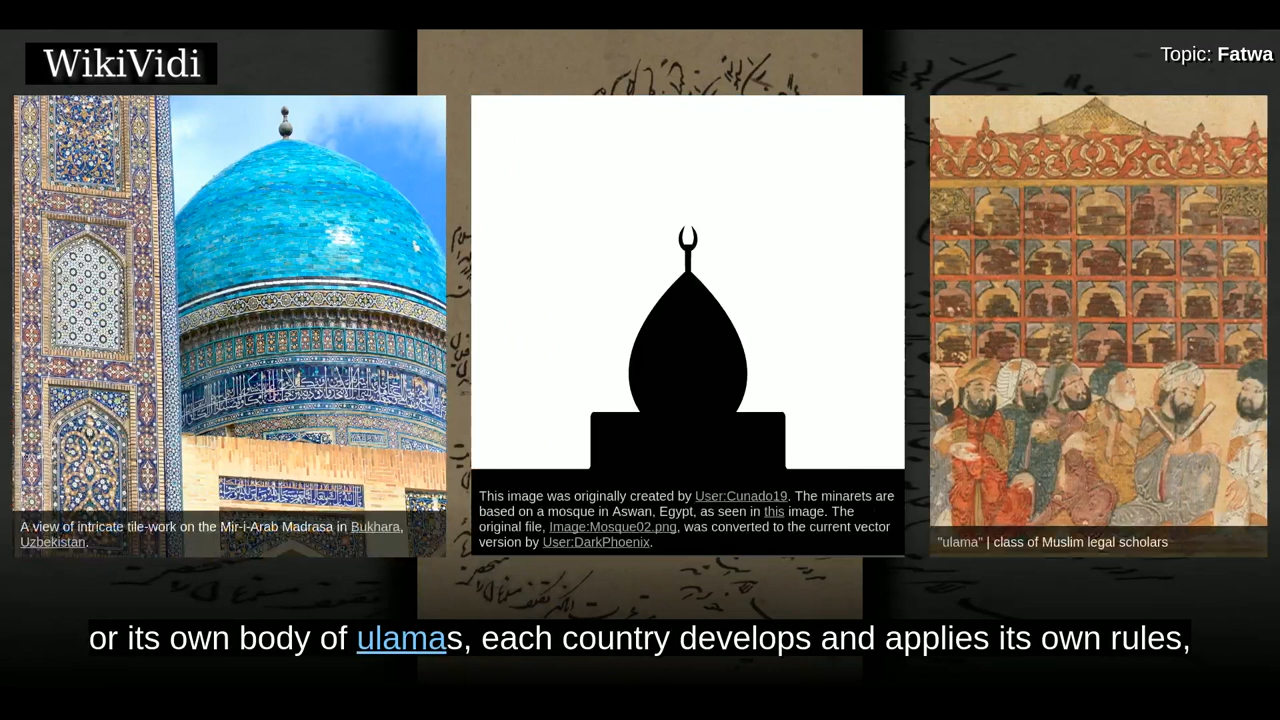 WikiVidi
Topic: Fatwa
A view of intricate tile-work on the Mir-i-Arab Madrasa in Bukhara,
Uzbekistan.
This image was originally created by User:Cunado19. The minarets are
based on a mosque in Aswan, Egypt, as seen in this image. The
original file, Image:Mosque02.png, was converted to the current vector
version by User:DarkPhoenix.
"ulama" | class of Muslim legal scholars
or its own body of ulamas, each country develops and applies its own rules,